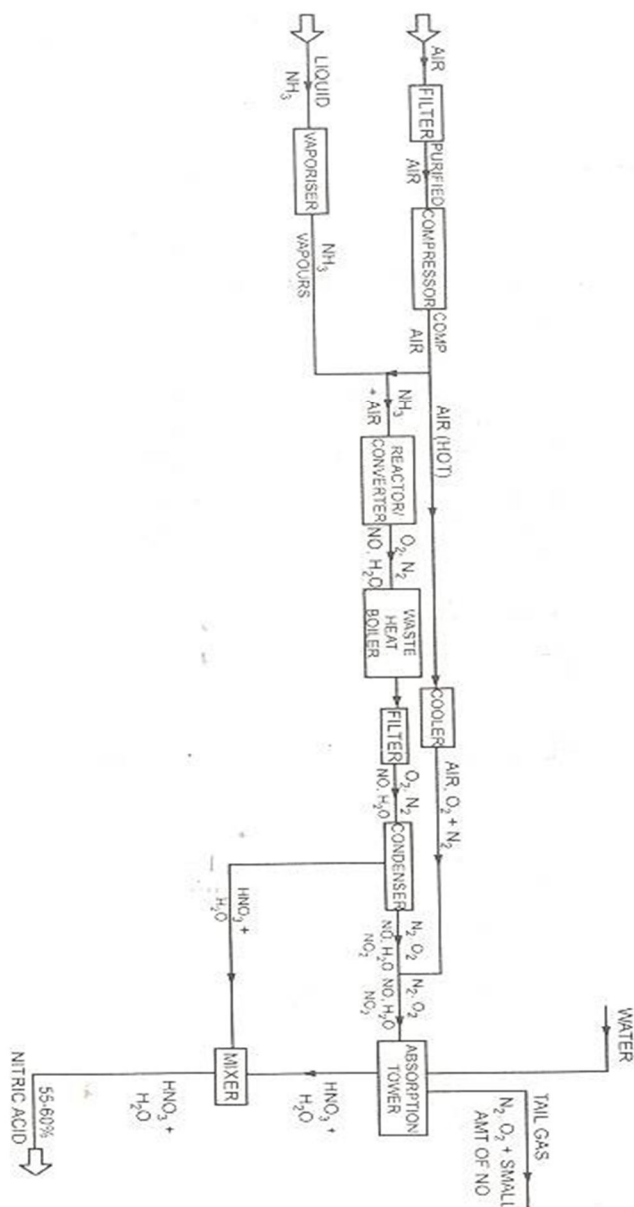 AIR
FILTER
PURIFIED
AIR
COMPRESSOR
COMP
AIR
AIR (HOT)
COOLER
AIR, O₂ + N₂
LIQUID
NH₃
VAPORISER
NH₃
VAPOURS
NH₃
+ AIR
REACTOR/
CONVERTER
O₂, N₂
NO, H₂O
WASTE
HEAT
BOILER
FILTER
O₂, N₂
NO, H₂O
CONDENSER
N₂, O₂
NO, H₂O
NO₂
N₂, O₂
NO, H₂O
NO₂
ABSORPTION
TOWER
WATER
TAIL GAS
N₂, O₂ + SMALL
AMT OF NO
HNO₃ +
H₂O
HNO₃ +
H₂O
MIXER
HNO₃ +
H₂O
55-60%
NITRIC ACID